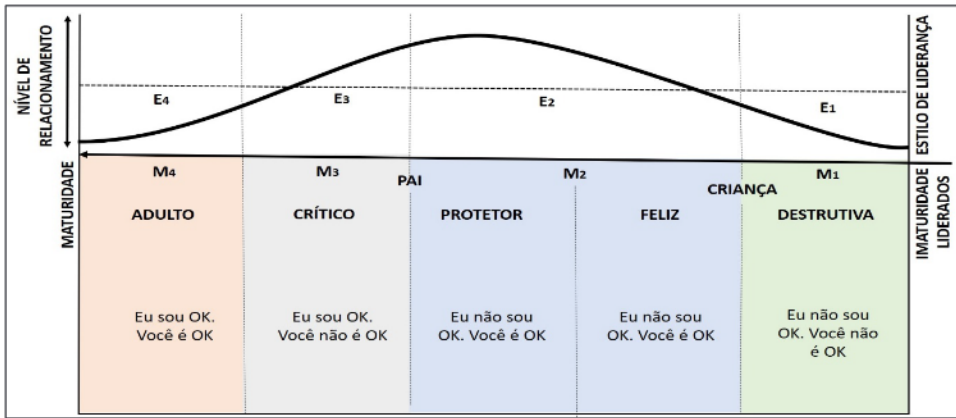 NÍVEL DE
RELACIONAMENTO
E4
E3
E2
E1
ESTILO DE LIDERANÇA
MATURIDADE
M4
M3
PAI
M2
CRIANÇA
M1
ADULTO
CRÍTICO
PROTETOR
FELIZ
DESTRUTIVA
IMATURIDADE
LIDERADOS
Eu sou OK.
Você é OK
Eu sou OK.
Você não é OK
Eu não sou
OK. Você é OK
Eu não sou
OK. Você é OK
Eu não sou
OK. Você não
é OK